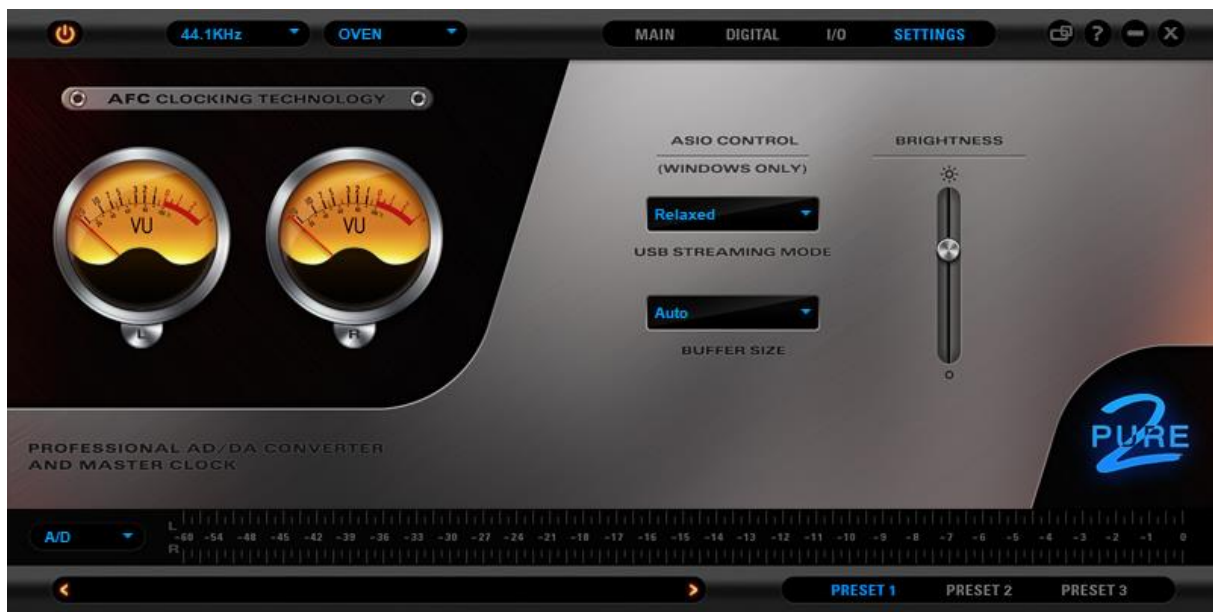 44.1KHz OVEN MAIN DIGITAL I/O SETTINGS ?
AFC CLOCKING TECHNOLOGY
VU VU
L R
ASIO CONTROL
(WINDOWS ONLY)
Relaxed
USB STREAMING MODE
Auto
BUFFER SIZE
BRIGHTNESS
PURE 2
PROFESSIONAL AD/DA CONVERTER
AND MASTER CLOCK
A/D
L
-60 -54 -48 -45 -42 -39 -36 -33 -30 -27 -24 -21 -18 -17 -16 -15 -14 -13 -12 -11 -10 -9 -8 -7 -6 -5 -4 -3 -2 -1 0
R
PRESET 1 PRESET 2 PRESET 3